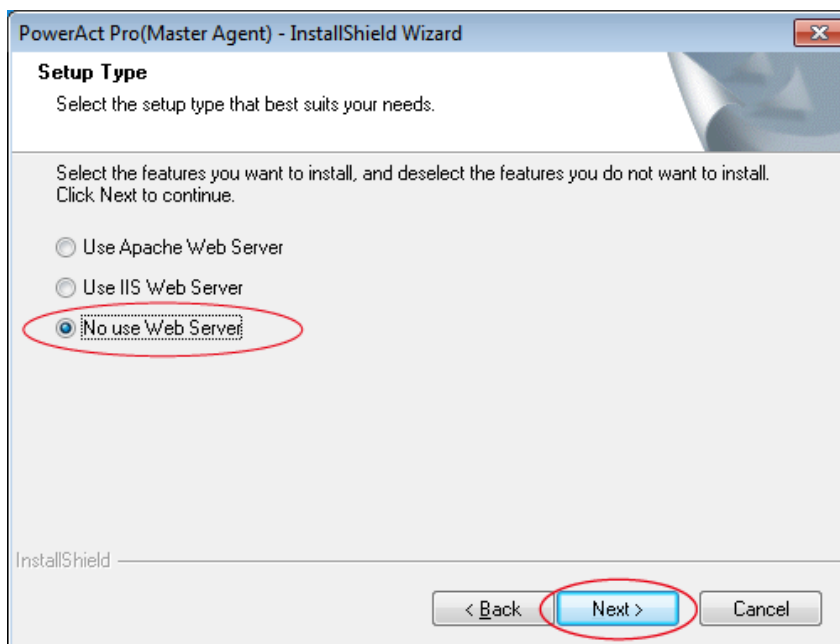 PowerAct Pro(Master Agent) - InstallShield Wizard
Setup Type
Select the setup type that best suits your needs.
Select the features you want to install, and deselect the features you do not want to install.
Click Next to continue.
Use Apache Web Server
Use IIS Web Server
No use Web Server
InstallShield
< Back
Next >
Cancel